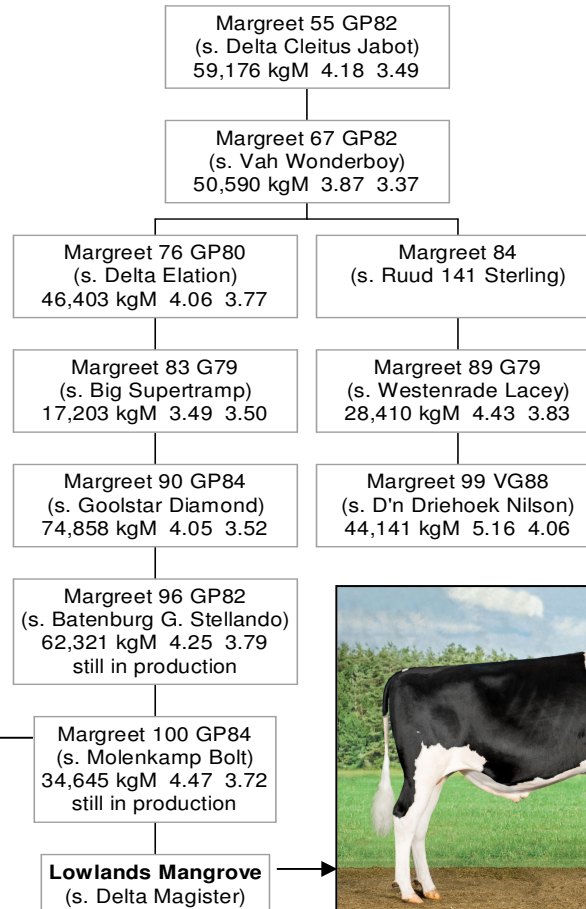 Margreet 55 GP82
(s. Delta Cleitus Jabot)
59,176 kgM 4.18 3.49
Margreet 67 GP82
(s. Vah Wonderboy)
50,590 kgM 3.87 3.37
Margreet 76 GP80
(s. Delta Elation)
46,403 kgM 4.06 3.77
Margreet 84
(s. Ruud 141 Sterling)
Margreet 83 G79
(s. Big Supertramp)
17,203 kgM 3.49 3.50
Margreet 89 G79
(s. Westenrade Lacey)
28,410 kgM 4.43 3.83
Margreet 90 GP84
(s. Goolstar Diamond)
74,858 kgM 4.05 3.52
Margreet 99 VG88
(s. D'n Driehoek Nilson)
44,141 kgM 5.16 4.06
Margreet 96 GP82
(s. Batenburg G. Stellando)
62,321 kgM 4.25 3.79
still in production
Margreet 100 GP84
(s. Molenkamp Bolt)
34,645 kgM 4.47 3.72
still in production
Lowlands Mangrove
(s. Delta Magister)